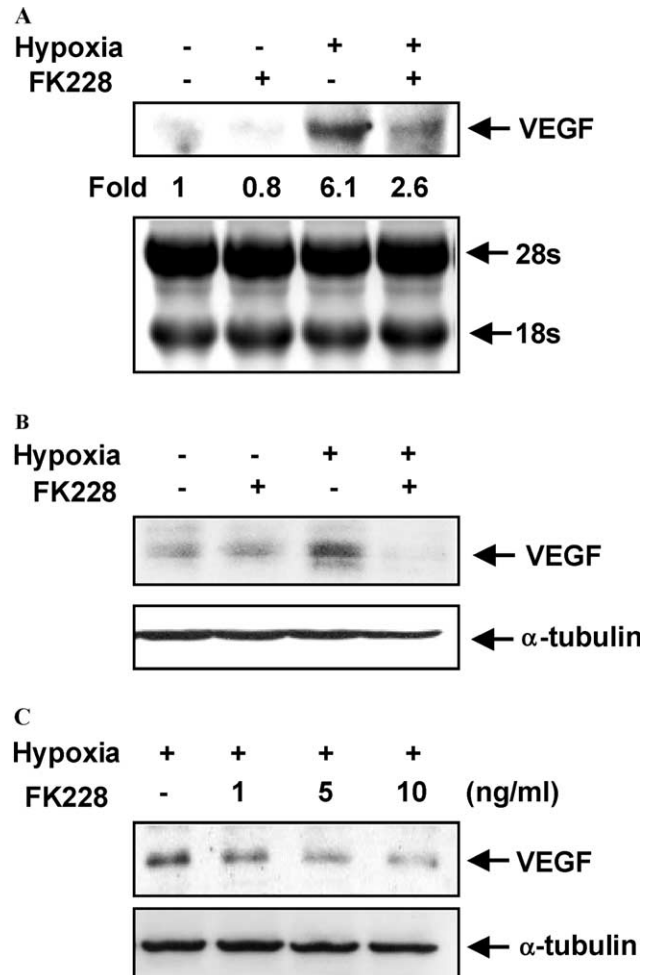 A
Hypoxia - - + +
FK228 - + - +
VEGF
Fold 1 0.8 6.1 2.6
28s
18s
B
Hypoxia - - + +
FK228 - + - +
VEGF
α-tubulin
C
Hypoxia + + + +
FK228 - 1 5 10 (ng/ml)
VEGF
α-tubulin